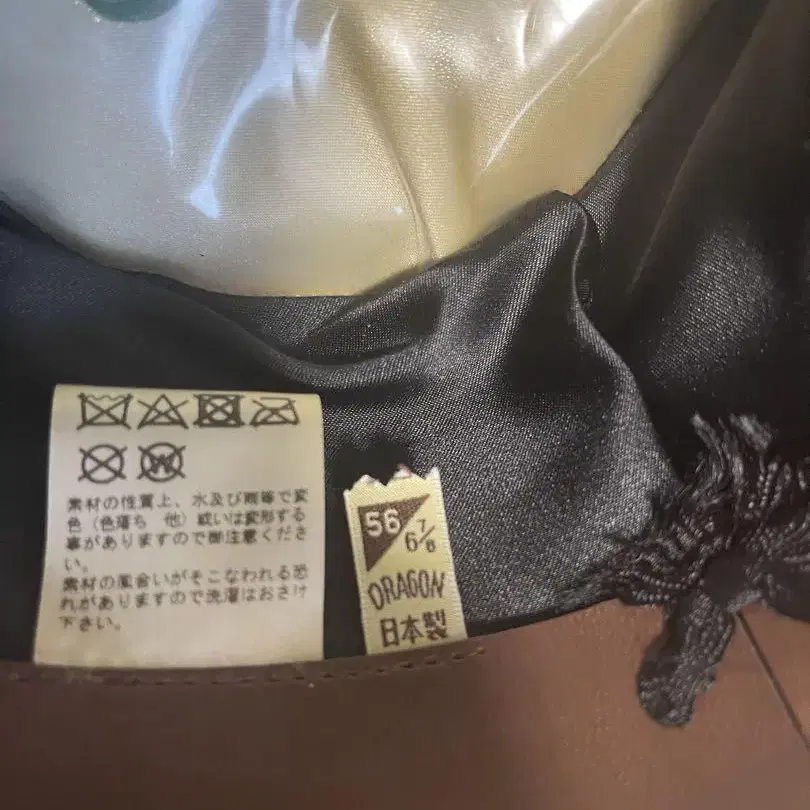 素材の性質上、水及び雨等で変
色（色落ち 他）或いは変形する
事がありますので御注意くださ
い。
素材の風合いがそこなわれる恐
れがありますので洗濯はおさけ
下さい。
56
6 7/8
DRAGON
日本製